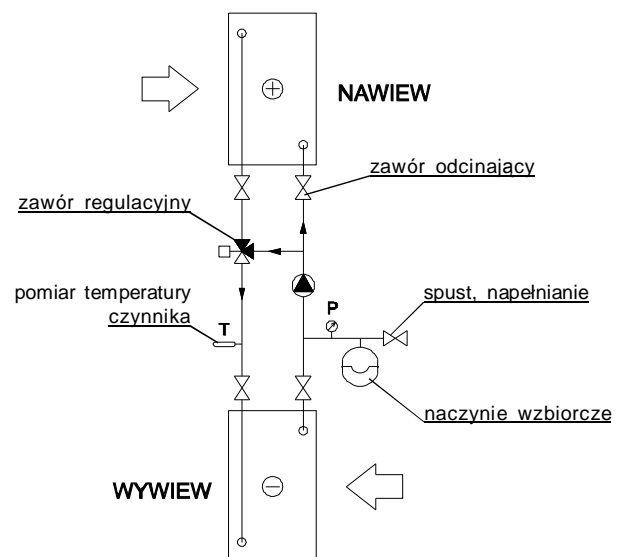 NAWIEW
zawór odcinający
zawór regulacyjny
pomiar temperatury
czynnika
T
P
spust, napełnianie
naczynie wzbiorcze
WYWIEW